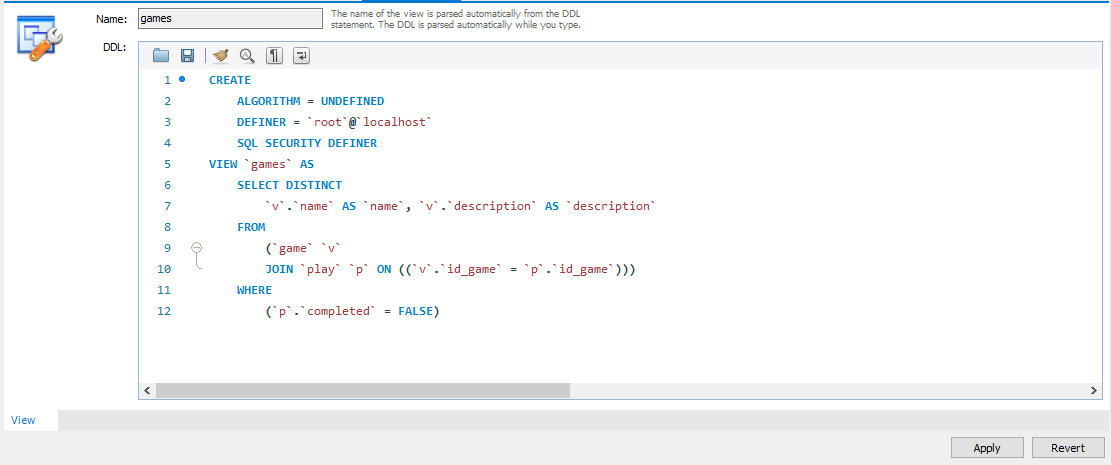 Name: games The name of the view is parsed automatically from the DDL
statement. The DDL is parsed automatically while you type.
DDL:
1 CREATE
2 ALGORITHM = UNDEFINED
3 DEFINER = `root`@`localhost`
4 SQL SECURITY DEFINER
5 VIEW `games` AS
6 SELECT DISTINCT
7 `v`.`name` AS `name`, `v`.`description` AS `description`
8 FROM
9 (`game` `v`
10 JOIN `play` `p` ON ((`v`.`id_game` = `p`.`id_game`)))
11 WHERE
12 (`p`.`completed` = FALSE)
View
Apply Revert